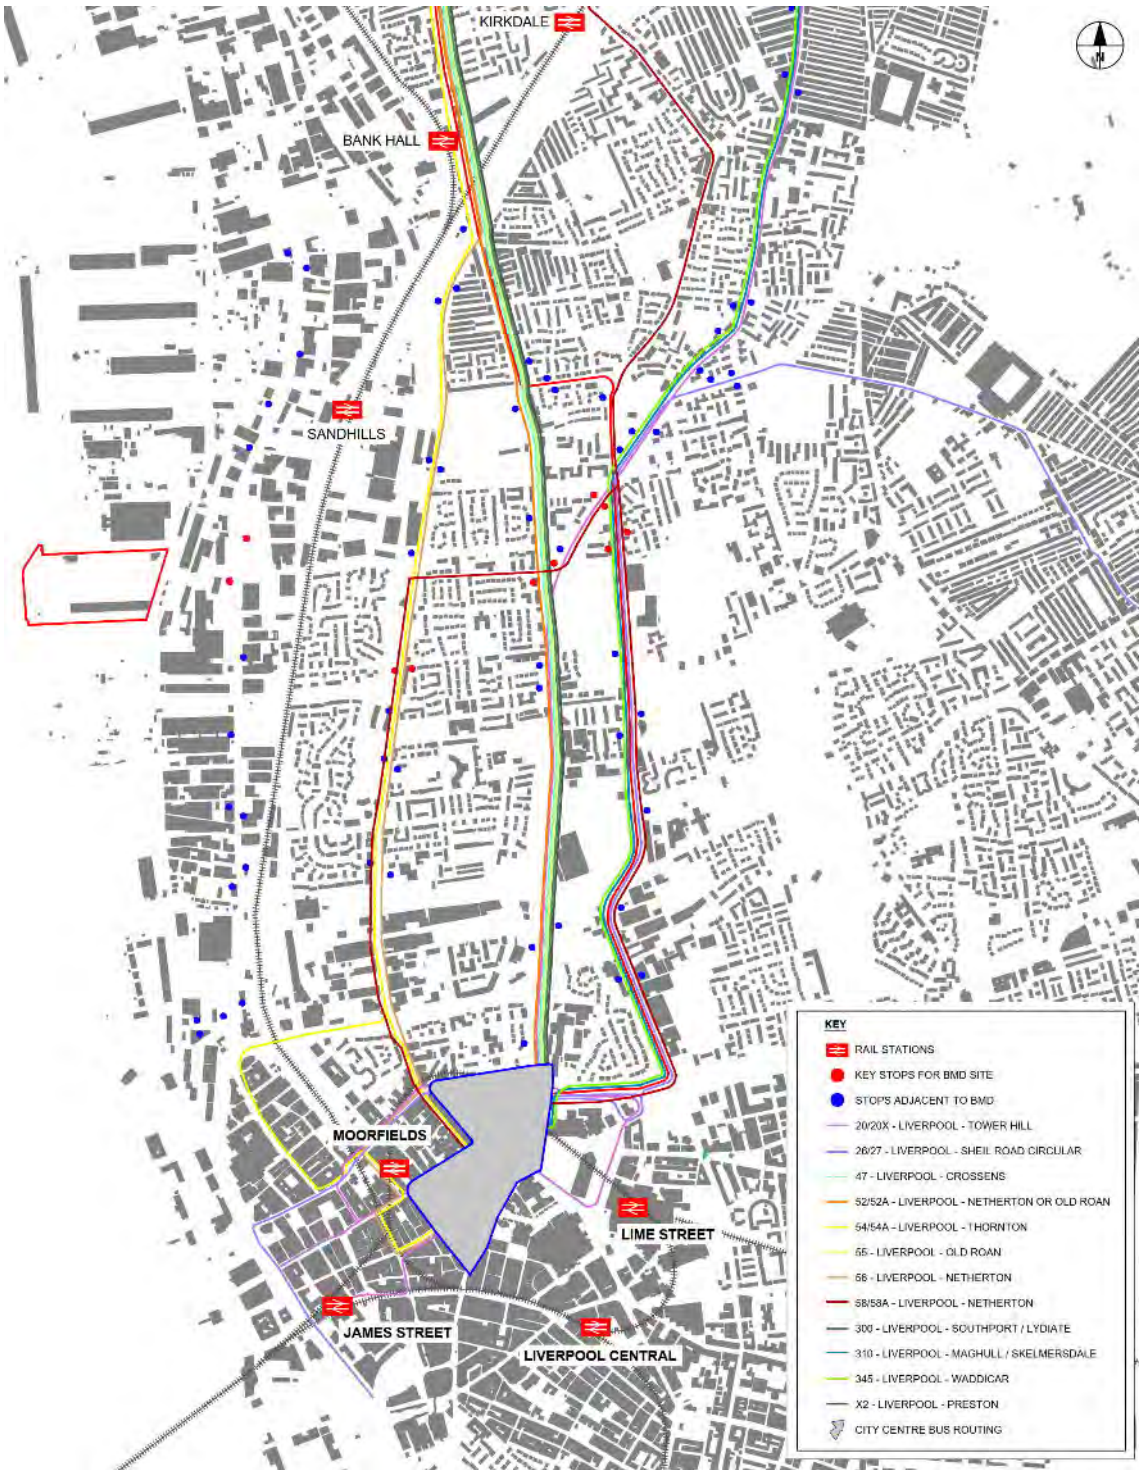 KIRKDALE
N
BANK HALL
SANDHILLS
MOORFIELDS
LIME STREET
JAMES STREET
LIVERPOOL CENTRAL
KEY
RAIL STATIONS
KEY STOPS FOR BMD SITE
STOPS ADJACENT TO BMD
20/20X - LIVERPOOL - TOWER HILL
26/27 - LIVERPOOL - SHEIL ROAD CIRCULAR
47 - LIVERPOOL - CROSSENS
52/52A - LIVERPOOL - NETHERTON OR OLD ROAN
54/54A - LIVERPOOL - THORNTON
55 - LIVERPOOL - OLD ROAN
56 - LIVERPOOL - NETHERTON
58/58A - LIVERPOOL - NETHERTON
300 - LIVERPOOL - SOUTHPORT / LYDIATE
310 - LIVERPOOL - MAGHULL / SKELMERSDALE
345 - LIVERPOOL - WADDICAR
X2 - LIVERPOOL - PRESTON
CITY CENTRE BUS ROUTING